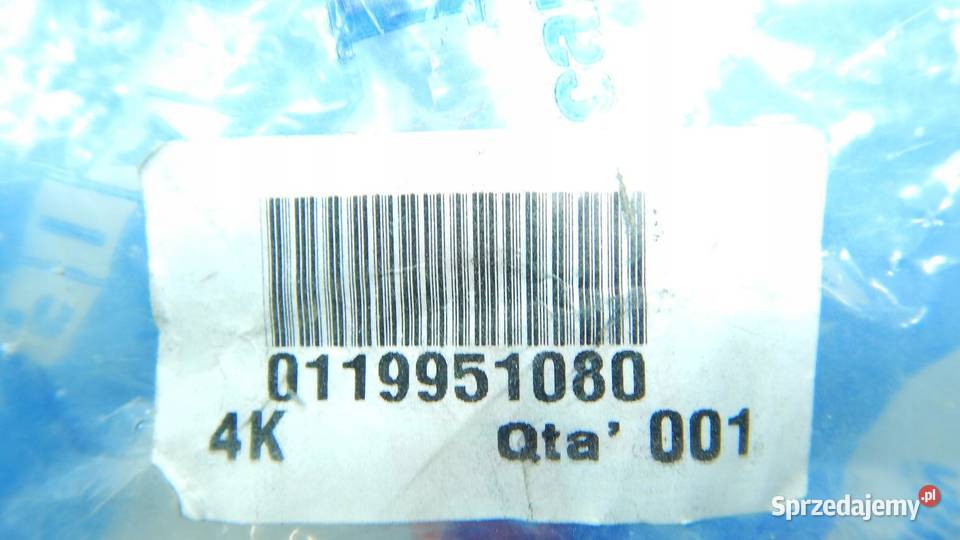 0119951080
4K Qta' 001
Sprzedajemy.pl